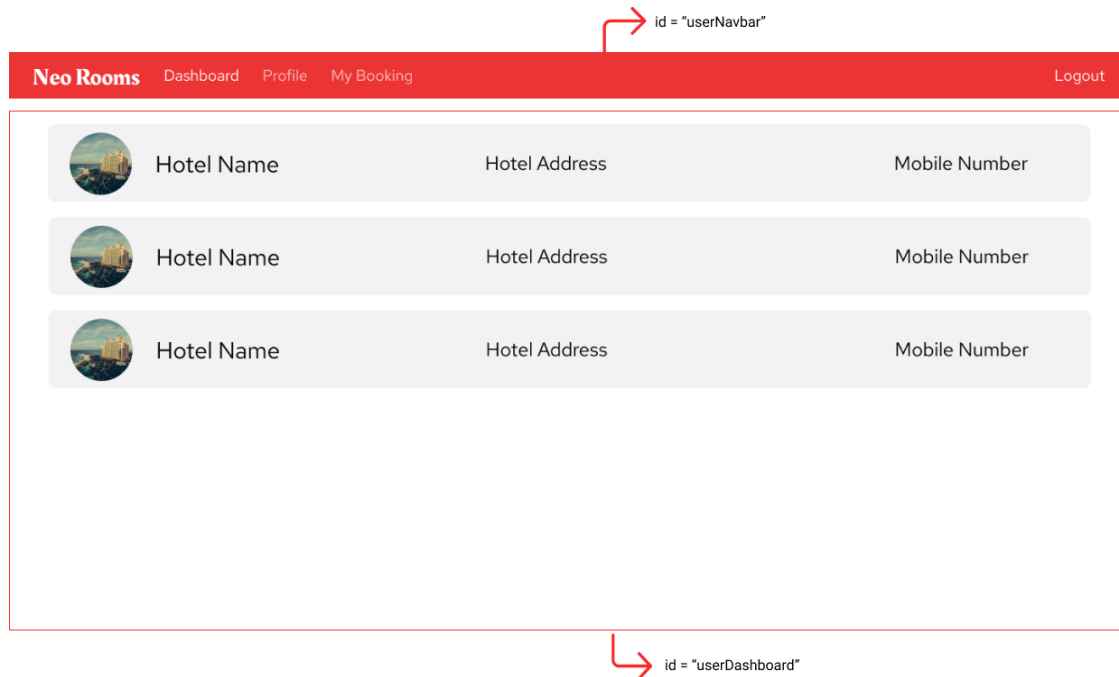 id = “userNavbar”
Neo Rooms Dashboard Profile My Booking Logout
Hotel Name Hotel Address Mobile Number
Hotel Name Hotel Address Mobile Number
Hotel Name Hotel Address Mobile Number
id = “userDashboard”